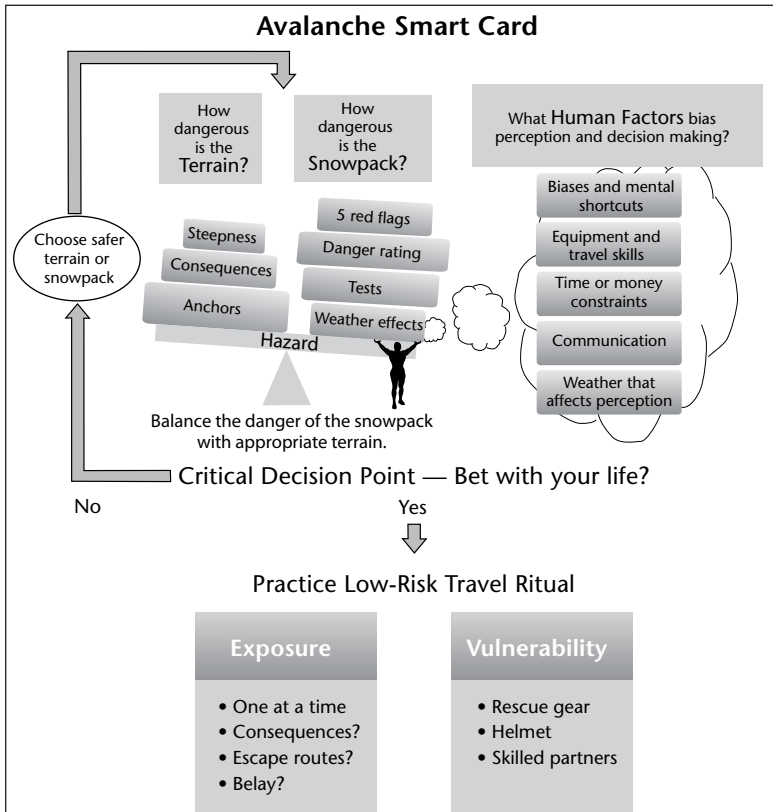 Avalanche Smart Card
How
dangerous
is the
Terrain?
How
dangerous
is the
Snowpack?
What Human Factors bias
perception and decision making?
Choose safer
terrain or
snowpack
Steepness
Consequences
Anchors
5 red flags
Danger rating
Tests
Weather effects
Hazard
Biases and mental
shortcuts
Equipment and
travel skills
Time or money
constraints
Communication
Weather that
affects perception
Balance the danger of the snowpack
with appropriate terrain.
Critical Decision Point — Bet with your life?
No
Yes
Practice Low-Risk Travel Ritual
Exposure
• One at a time
• Consequences?
• Escape routes?
• Belay?
Vulnerability
• Rescue gear
• Helmet
• Skilled partners